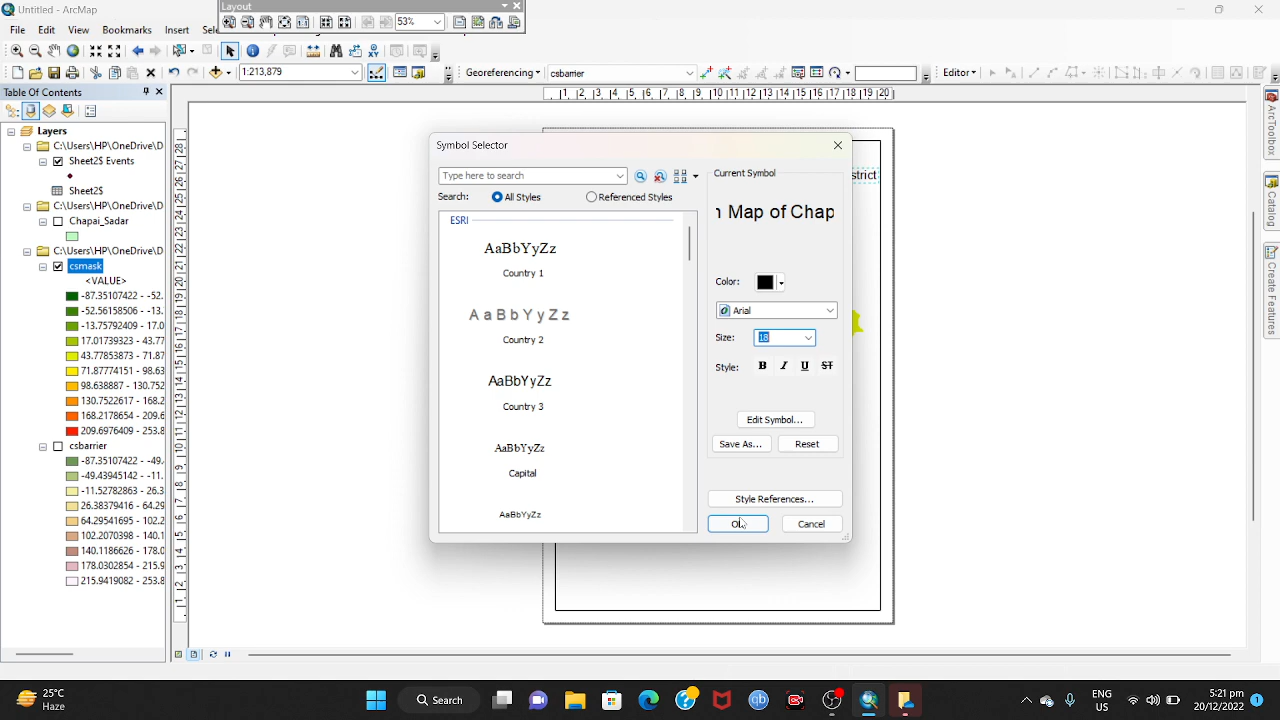 Untitled - ArcMap
Layout
53%
File Edit View Bookmarks Insert
1:213,879
Georeferencing
csbarrier
Editor
Table Of Contents
Layers
C:\Users\HP\OneDrive\D
Sheet2$ Events
Sheet2$
C:\Users\HP\OneDrive\D
Chapai_Sadar
C:\Users\HP\OneDrive\D
csmask
<VALUE>
-87.35107422 - -52.
-52.56158506 - -13.
-13.75792409 - 17.0
17.01739323 - 43.77
43.77853873 - 71.87
71.87774151 - 98.63
98.638887 - 130.752
130.7522617 - 168.2
168.2178654 - 209.6
209.6976409 - 253.8
csbarrier
-87.35107422 - -49.
-49.43945142 - -11.
-11.52782863 - 26.3
26.38379416 - 64.29
64.29541695 - 102.2
102.2070398 - 140.1
140.1186626 - 178.0
178.0302854 - 215.9
215.9419082 - 253.8
strict
Symbol Selector
Type here to search
Search: All Styles Referenced Styles
ESRI
AaBbYyZz
Country 1
AaBbYyZz
Country 2
AaBbYyZz
Country 3
AaBbYyZz
Capital
AaBbYyZz
Current Symbol
Map of Chap
Color:
Arial
Size: 18
Style: B I U ST
Edit Symbol...
Save As... Reset
Style References...
OK Cancel
ArcToolbox
Catalog
Create Features
25°C
Haze
Search
ENG
US
5:21 pm
20/12/2022
1